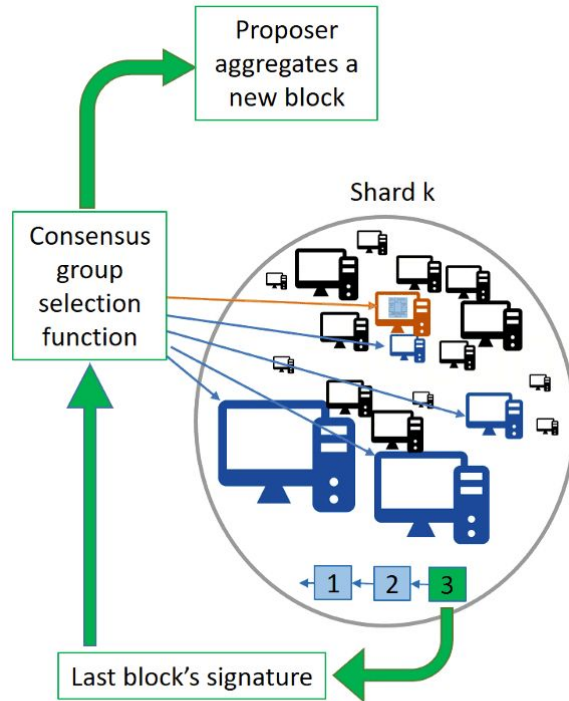 Proposer
aggregates a
new block
Shard k
Consensus
group
selection
function
1 2 3
Last block's signature